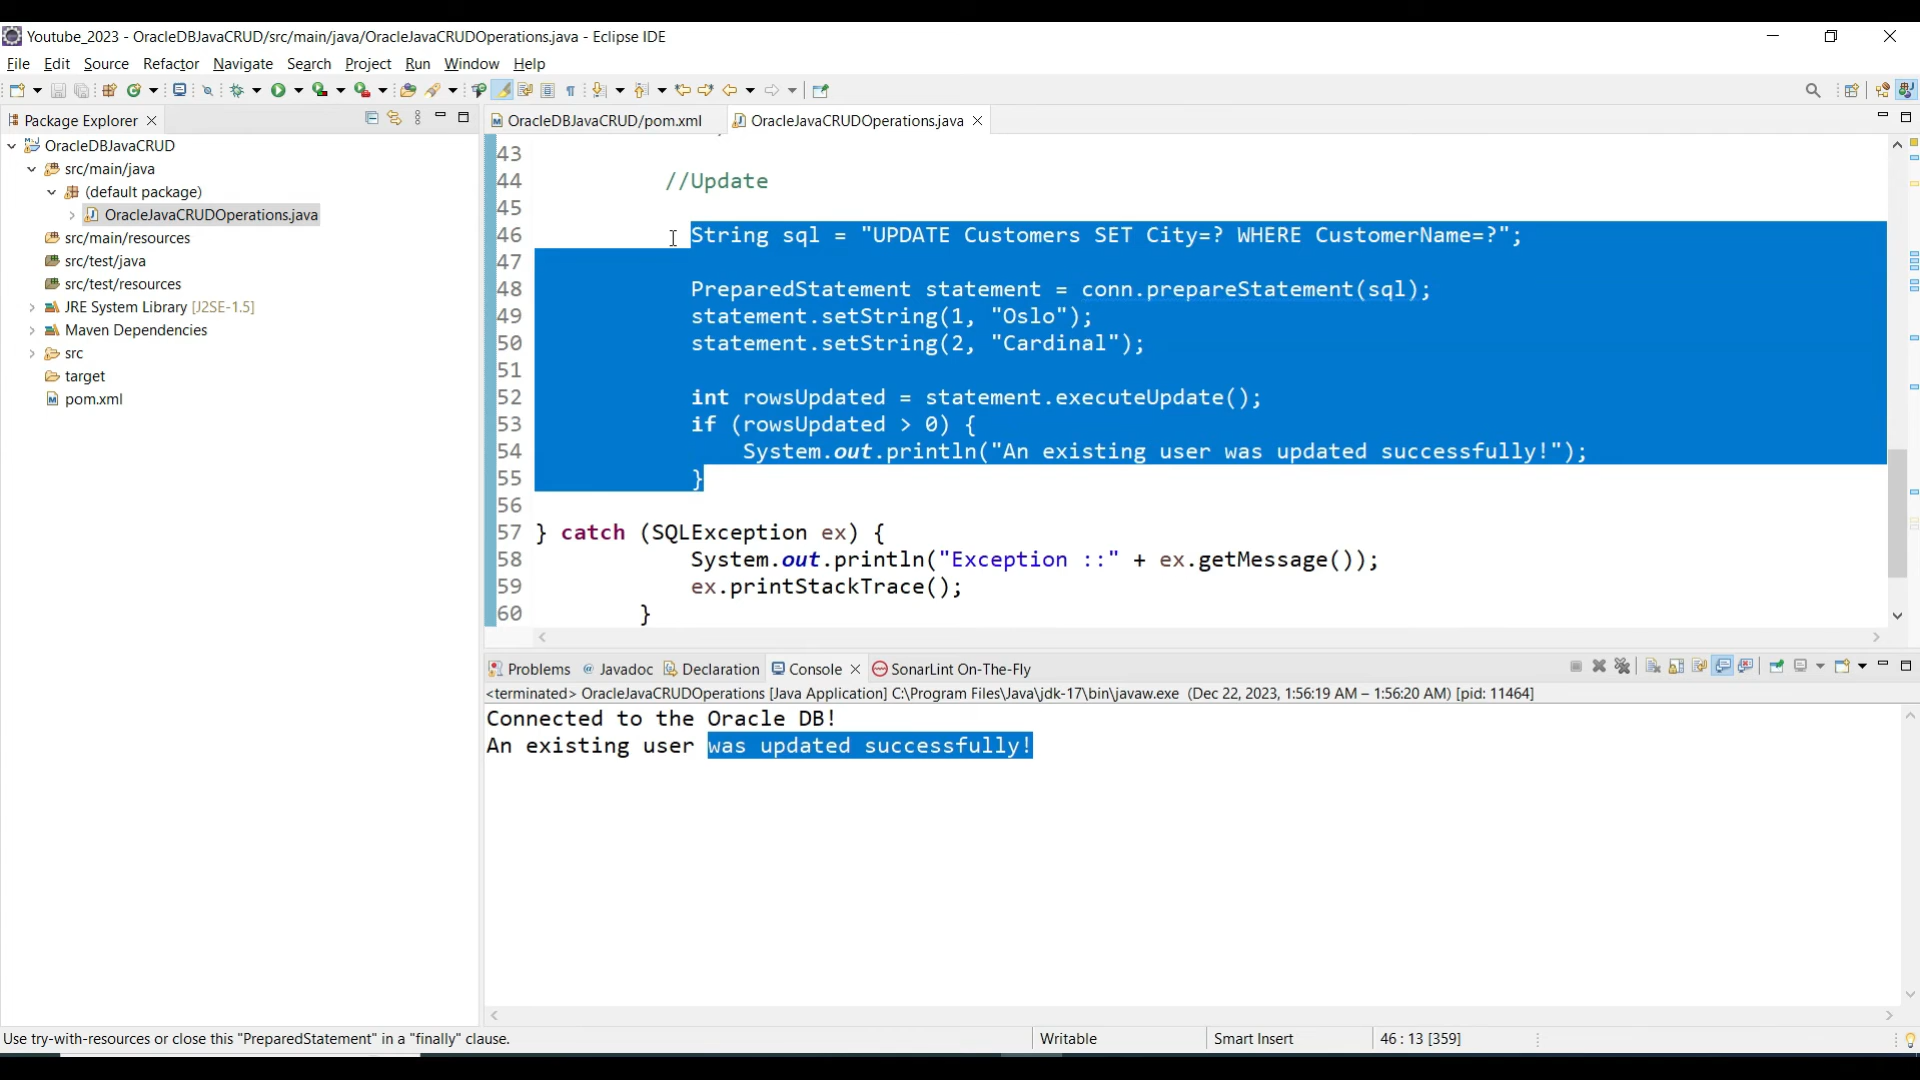 Youtube_2023 - OracleDBJavaCRUD/src/main/java/OracleJavaCRUDOperations.java - Eclipse IDE
File Edit Source Refactor Navigate Search Project Run Window Help
Package Explorer
OracleDBJavaCRUD
src/main/java
(default package)
OracleJavaCRUDOperations.java
src/main/resources
src/test/java
src/test/resources
JRE System Library [J2SE-1.5]
Maven Dependencies
src
target
pom.xml
OracleDBJavaCRUD/pom.xml OracleJavaCRUDOperations.java
43
44 //Update
45
46 String sql = "UPDATE Customers SET City=? WHERE CustomerName=?";
47
48 PreparedStatement statement = conn.prepareStatement(sql);
49 statement.setString(1, "Oslo");
50 statement.setString(2, "Cardinal");
51
52 int rowsUpdated = statement.executeUpdate();
53 if (rowsUpdated > 0) {
54 System.out.println("An existing user was updated successfully!");
55 }
56
57 } catch (SQLException ex) {
58 System.out.println("Exception ::" + ex.getMessage());
59 ex.printStackTrace();
60 }
Problems Javadoc Declaration Console SonarLint On-The-Fly
<terminated> OracleJavaCRUDOperations [Java Application] C:\Program Files\Java\jdk-17\bin\javaw.exe (Dec 22, 2023, 1:56:19 AM – 1:56:20 AM) [pid: 11464]
Connected to the Oracle DB!
An existing user was updated successfully!
Use try-with-resources or close this "PreparedStatement" in a "finally" clause. Writable Smart Insert 46 : 13 [359]